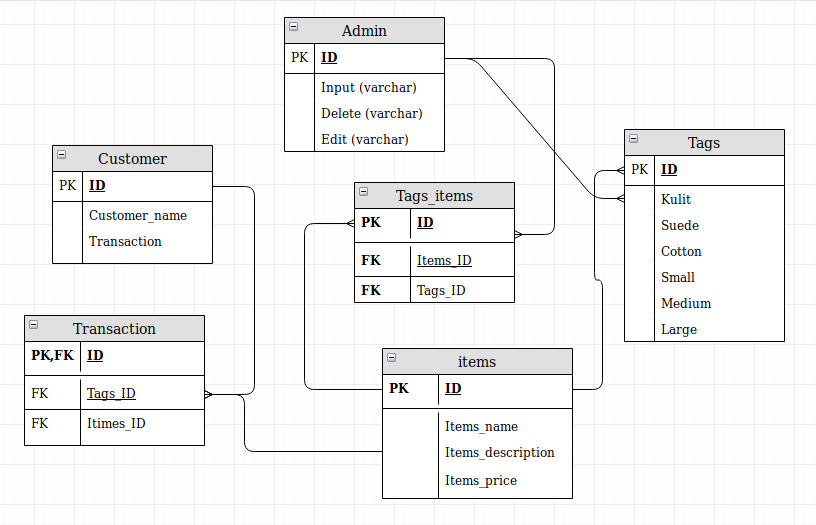 Admin
PK ID
Input (varchar)
Delete (varchar)
Edit (varchar)
Customer
PK ID
Customer_name
Transaction
Tags_items
PK ID
FK Items_ID
FK Tags_ID
Tags
PK ID
Kulit
Suede
Cotton
Small
Medium
Large
Transaction
PK,FK ID
FK Tags_ID
FK Itimes_ID
items
PK ID
Items_name
Items_description
Items_price